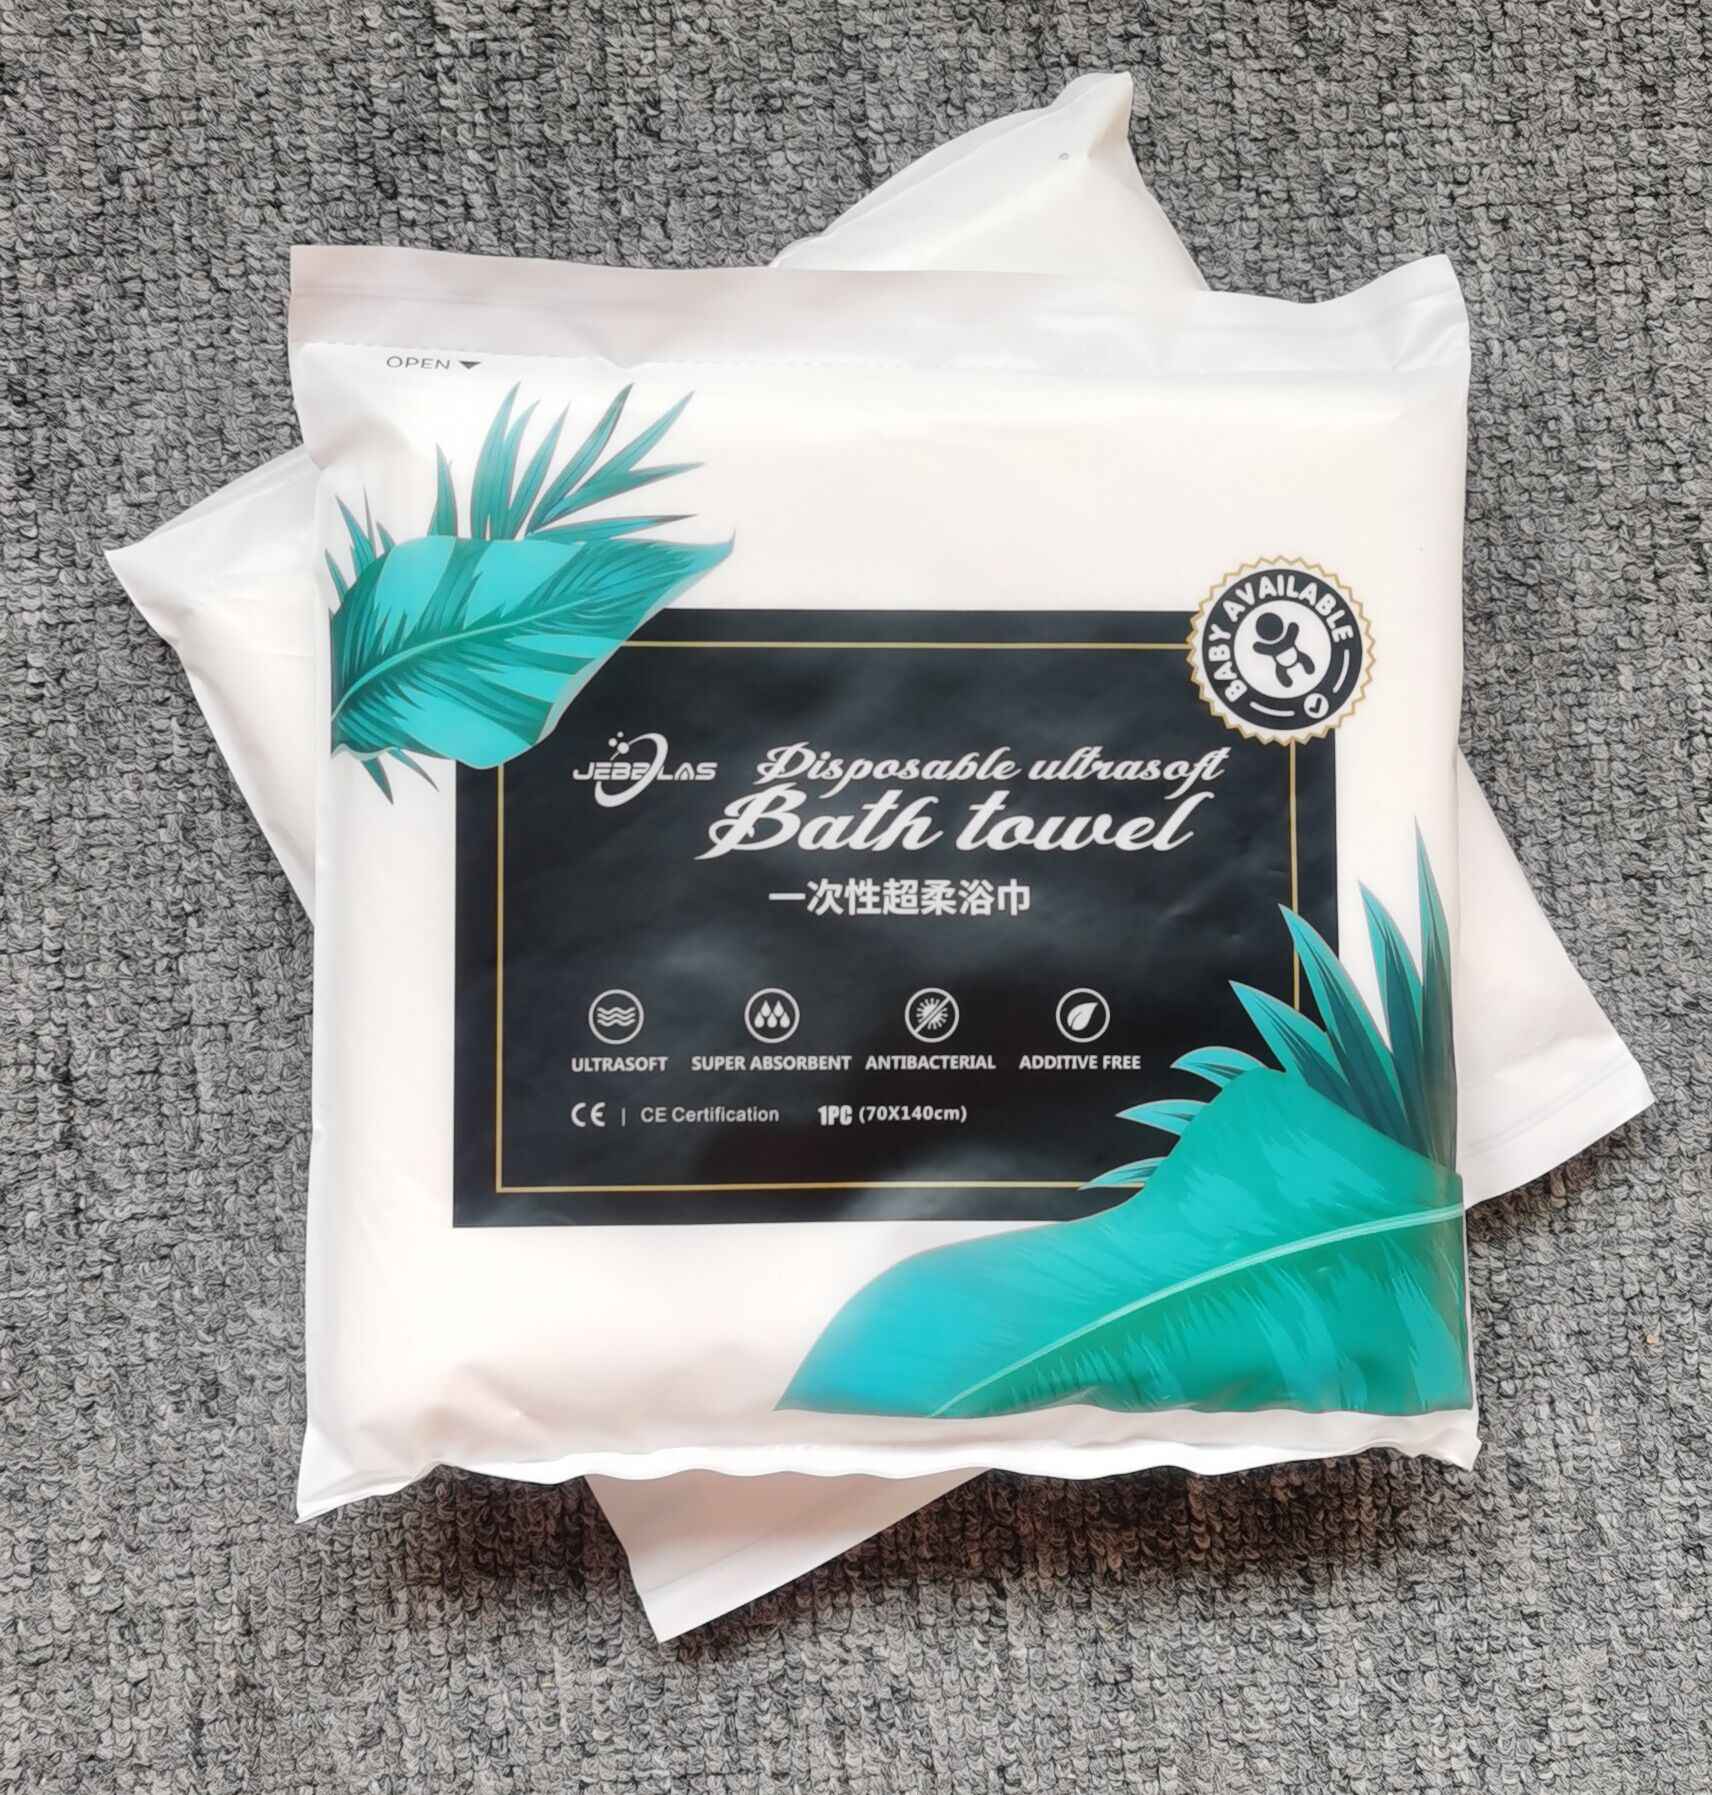 OPEN
BABY AVAILABLE
JEBBLAS
Disposable ultrasoft
Bath towel
一次性超柔浴巾
ULTRASOFT SUPER ABSORBENT ANTIBACTERIAL ADDITIVE FREE
CE | CE Certification 1PC (70X140cm)